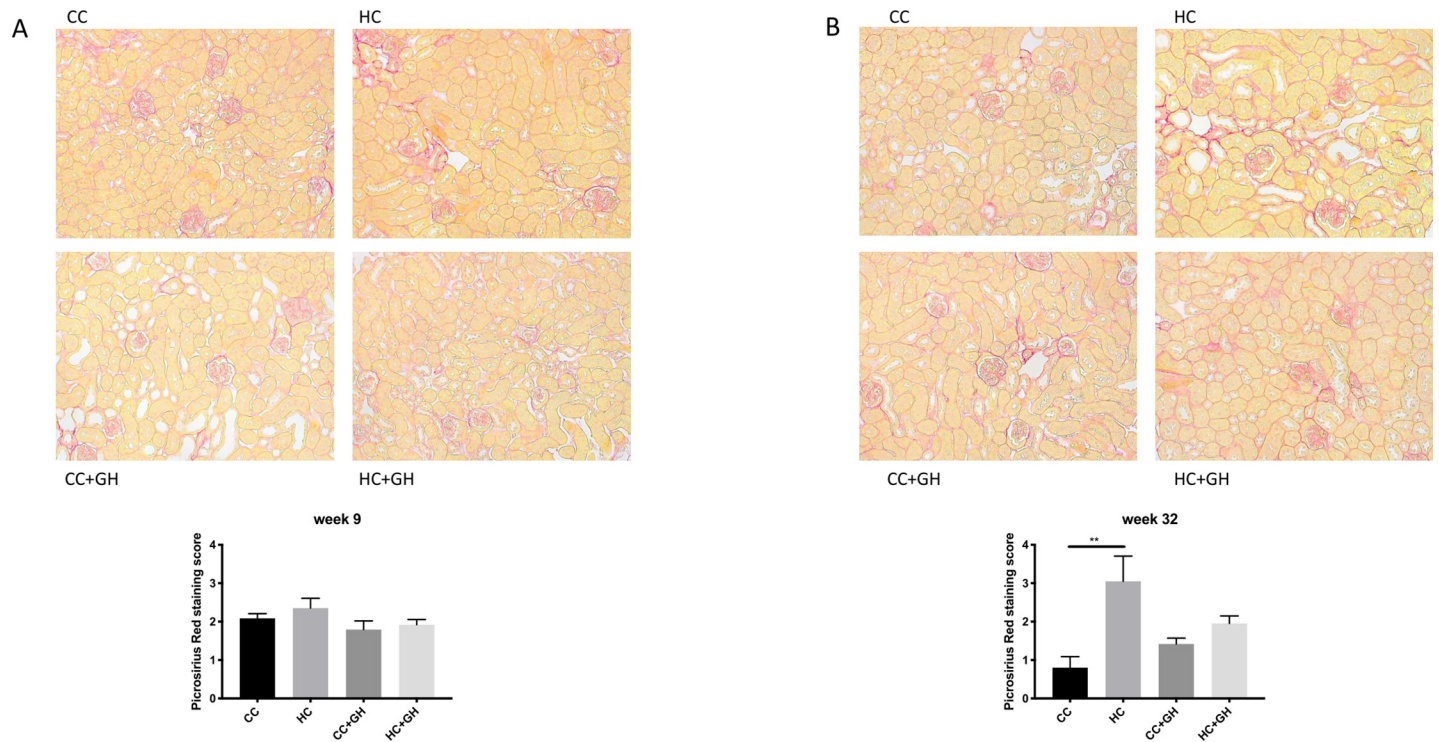 A
CC
HC
CC+GH
HC+GH
week 9
Picrosirius Red staining score
4
3
2
1
0
CC
HC
CC+GH
HC+GH
B
CC
HC
CC+GH
HC+GH
week 32
Picrosirius Red staining score
4
3
2
1
0
**
CC
HC
CC+GH
HC+GH